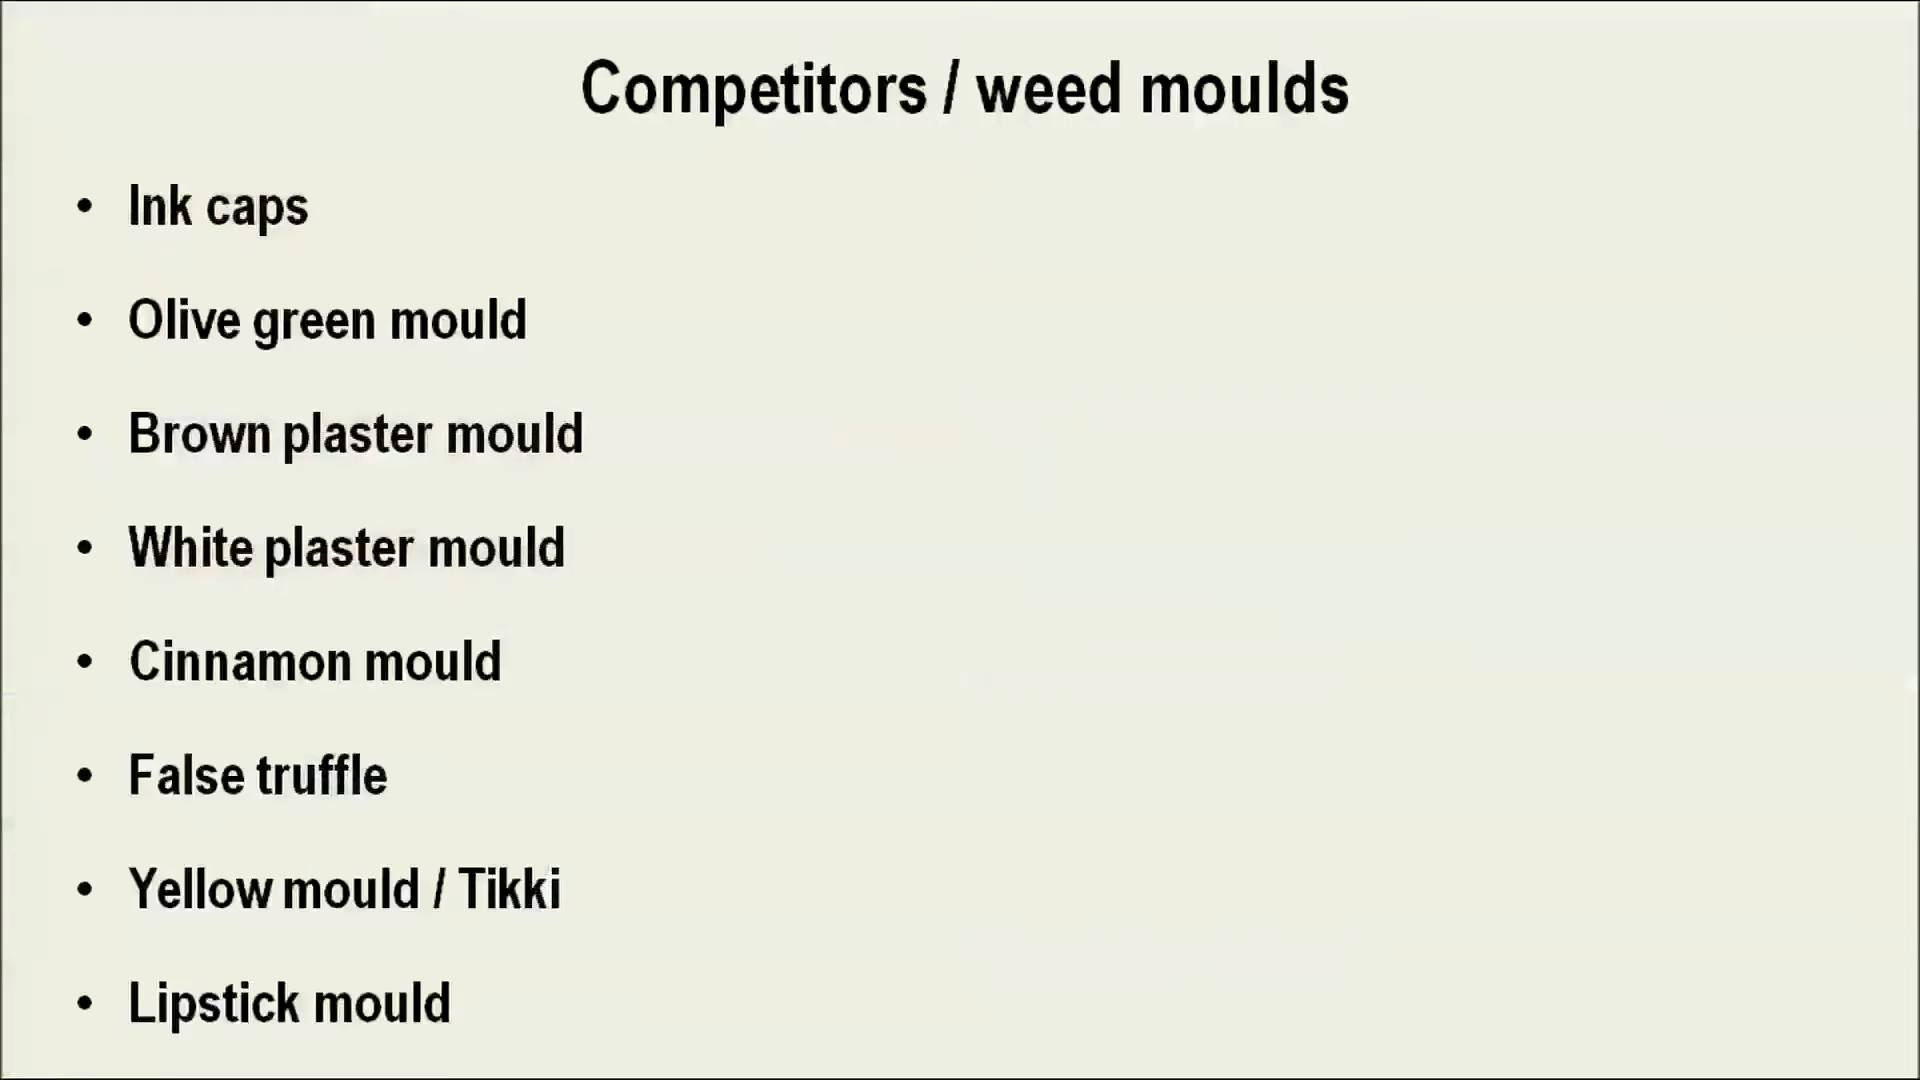 Competitors / weed moulds
• Ink caps
• Olive green mould
• Brown plaster mould
• White plaster mould
• Cinnamon mould
• False truffle
• Yellow mould / Tikki
• Lipstick mould